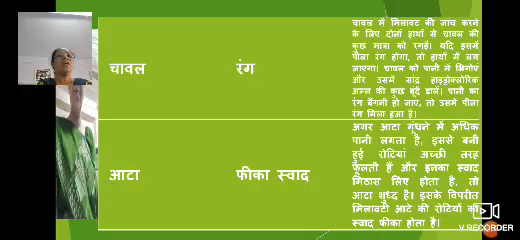 चावल में मिलावट की जांच करने
के लिए दोनों हाथों से चावल की
कुछ मात्रा को रगडें। यदि इसमें
पीला रंग होगा, तो हाथों में लग
जाएगा। चावल को पानी में भिगोए
और उसमें सांद्र हाइड्रोक्लोरिक
अम्ल की कुछ बूंदें डालें। पानी का
रंग बैंगनी हो जाए, तो उसमें पीला
रंग मिला हुआ है।
चावल रंग
अगर आटा गूंधने में अधिक
पानी लगता है, इससे बनी
हुई रोटियां अच्छी तरह
फूलती हैं और इनका स्वाद
मिठास लिए होता है, तो
आटा शुध्द है। इसके विपरीत
मिलावटी आटे की रोटियों का
स्वाद फीका होता है।
आटा फीका स्वाद
V RECORDER